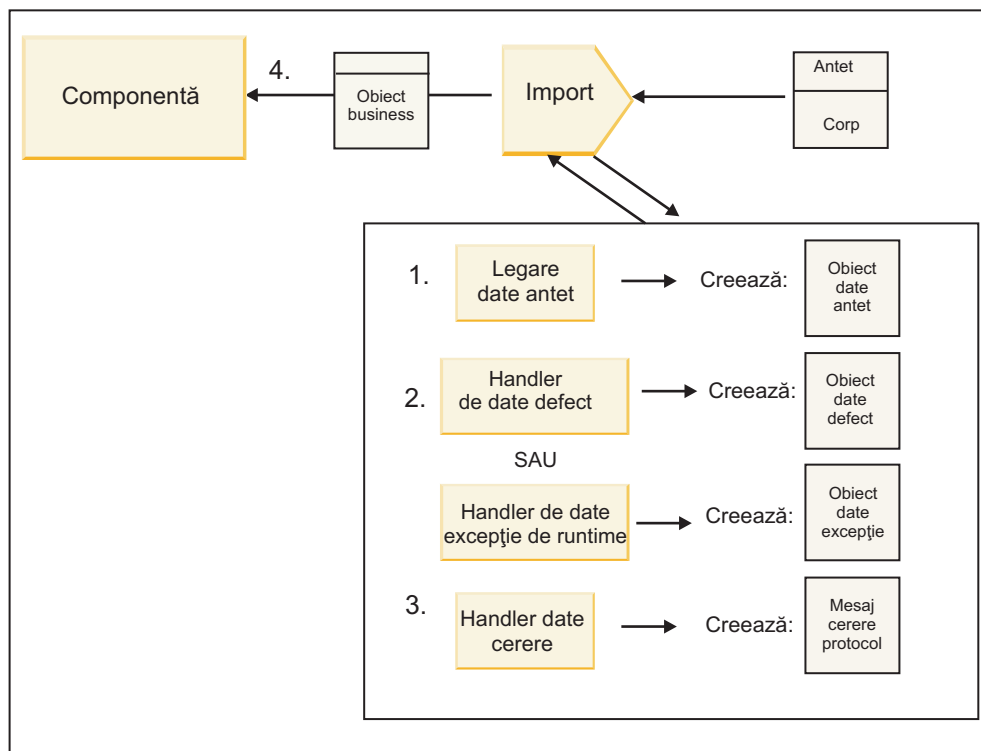 Componentă
4.
Obiect
business
Import
Antet
Corp
1.
Legare
date antet
Creează:
Obiect
date
antet
2.
Handler
de date defect
Creează:
Obiect
date
defect
SAU
Handler de date
excepţie de runtime
Creează:
Obiect
date
excepţie
3.
Handler date
cerere
Creează:
Mesaj
cerere
protocol